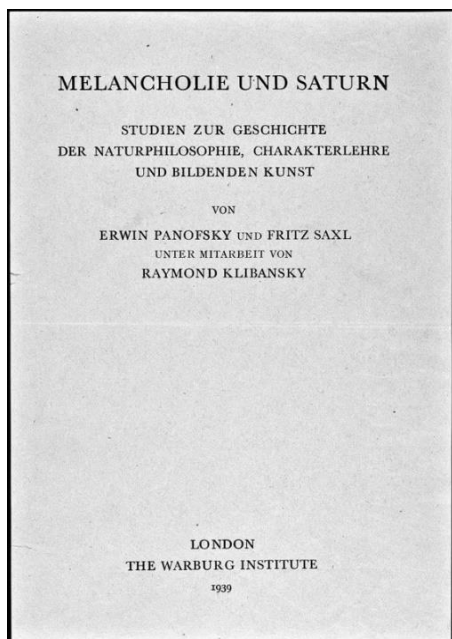 MELANCHOLIE UND SATURN
STUDIEN ZUR GESCHICHTE
DER NATURPHILOSOPHIE, CHARAKTERLEHRE
UND BILDENDEN KUNST
VON
ERWIN PANOFSKY UND FRITZ SAXL
UNTER MITARBEIT VON
RAYMOND KLIBANSKY
LONDON
THE WARBURG INSTITUTE
1939